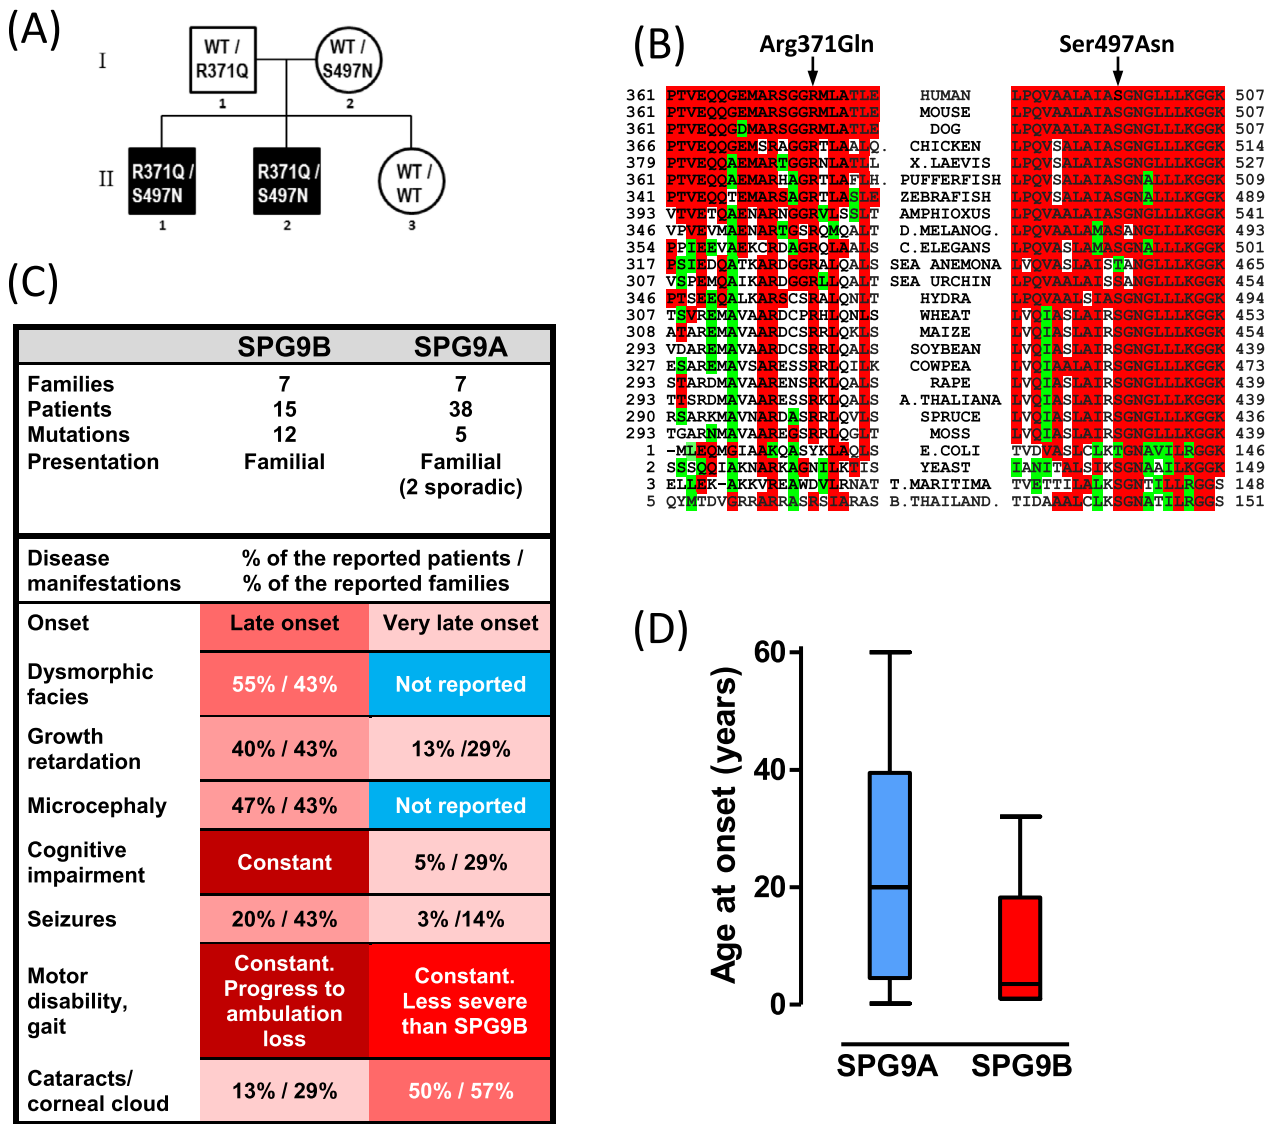 (A)
I
WT /
R371Q
WT /
S497N
1
2
II
R371Q /
S497N
R371Q /
S497N
WT /
WT
1
2
3
(B)
Arg371Gln
Ser497Asn
361 PTVEQQGEMARSGGRMLATLE HUMAN LPQVAALAIASGNGLLLKGGK 507
361 PTVEQQGEMARSGGRMLATLE MOUSE LPQVAALAIASGNGLLLKGGK 507
361 PTVEQQGDMARSGGRMLATLE DOG LPQVAALAIASGNGLLLKGGK 507
366 PTVEQQGEMSRAGGRTLAALQ. CHICKEN LPQVSALAIASGNGLLLKGGK 514
379 PTVEQQAEMARTGGRNLATLL X.LAEVIS LPQVSALAIASGNGLLLKGGK 527
361 PTVEQQAEMARHAGRTLAFLH. PUFFERFISH LPQVSALAIASGNALLLKGGK 509
341 PTVEQQTEMARSAGRTLASLE ZEBRAFISH LPQVSALAIASGNALLLKGGK 489
393 VTVETQAENARNGGRVLSSLT AMPHIOXUS LPQVAALAIASGNGLLLKGGK 541
346 VPVEVMAENARTGSRQMQALT D.MELANOG. LPQVAALAIAMASANGLLLKGGK 493
354 PPIEEVAEKCRDAGRQLAALS C.ELEGANS LPQVASLAMASGNALLLKGGK 501
317 PSIEDQATKARDGGRALQALS SEA ANEMONA LVQVASLAISTANGLLLKGGK 465
307 VSPEMQAIKARDGGRLLQALT SEA URCHIN LPQVASLAISSANGLLLKGGK 454
346 PTSEEQALKARSCSRALQNLT HYDRA LPQVAALSIASGNGLLLKGGK 494
307 TSVREMAVAARDCPRHLQNLS WHEAT LVQIASLAIRSGNGLLLKGGK 453
308 ATAREMAVAARDCSRRLQKLS MAIZE LVQIASLAIRSGNGLLLKGGK 454
293 VDAREMAVAARDCSRRLQALS SOYBEAN LVQIASLAIRSGNGLLLKGGK 439
327 ESAREMAVSARESSRQLQILK COWPEA LVQIAALAIRSGNGLLLKGGK 473
293 STARDMAVAARENSRKLQALS RAPE LVQIASLAIRSGNGLLLKGGK 439
293 TTSRDMAVAARESSRKLQALS A.THALIANA LVQIASLAIRSGNGLLLKGGK 439
290 RSARKMAVNARDASRRLQVLS SPRUCE LVQIASLAIRSGNGLLLKGGK 436
293 TGARNMAVAAREGSRRLQGLT MOSS LVQIASLAIRSGNGLLLKGGK 439
1 -MLEQMGIAAKQASYKLAQLS E.COLI TVDVASLCLKTGNAVILRGGK 146
2 SSSQQIAKNARKAGNILKTIS YEAST IANITALSIKSGNAAILKGGK 149
3 ELLEK-AKKVREAWDVLRNAT T.MARITIMA TVETTILALKSGNTILLRGGS 148
5 QYMTDVGRRARRASRSIARAS B.THAILAND. TIDAAALCLKSGNATILRGGS 151
(C)
SPG9B SPG9A
Families 7 7
Patients 15 38
Mutations 12 5
Presentation Familial Familial
(2 sporadic)
Disease
manifestations
% of the reported patients /
% of the reported families
Onset Late onset Very late onset
Dysmorphic
facies
55% / 43% Not reported
Growth
retardation
40% / 43% 13% /29%
Microcephaly 47% / 43% Not reported
Cognitive
impairment
Constant 5% / 29%
Seizures 20% / 43% 3% /14%
Motor
disability,
gait
Constant.
Progress to
ambulation
loss
Constant.
Less severe
than SPG9B
Cataracts/
corneal cloud
13% / 29% 50% / 57%
(D)
Age at onset (years)
60
40
20
0
SPG9A SPG9B